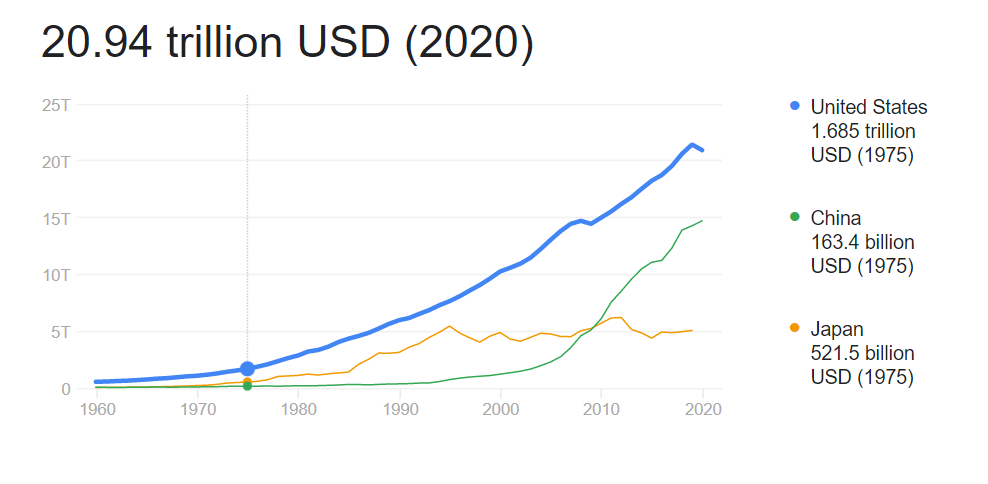 20.94 trillion USD (2020)
25T
20T
15T
10T
5T
0
1960 1970 1980 1990 2000 2010 2020
United States
1.685 trillion
USD (1975)
China
163.4 billion
USD (1975)
Japan
521.5 billion
USD (1975)